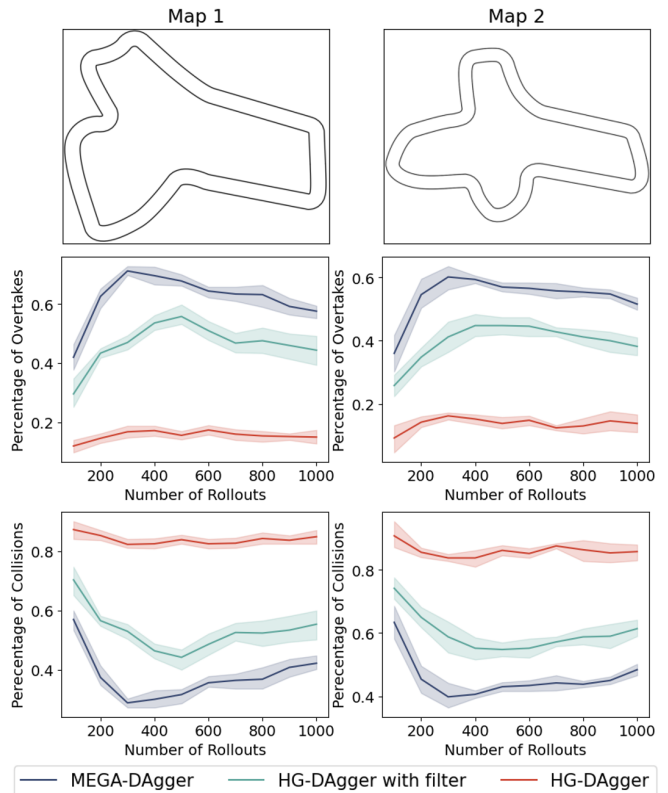 Map 1
Map 2
Percentage of Overtakes
0.6
0.4
0.2
200 400 600 800 1000
Number of Rollouts
Percentage of Overtakes
0.6
0.4
0.2
200 400 600 800 1000
Number of Rollouts
Perecentage of Collisions
0.8
0.6
0.4
200 400 600 800 1000
Number of Rollouts
Perecentage of Collisions
0.8
0.6
0.4
200 400 600 800 1000
Number of Rollouts
MEGA-DAgger HG-DAgger with filter HG-DAgger